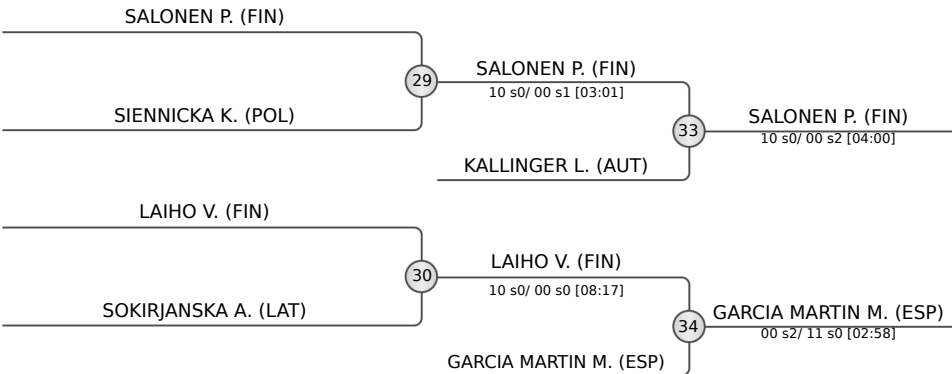 SALONEN P. (FIN)
29
SALONEN P. (FIN)
10 s0/ 00 s1 [03:01]
SIENNICKA K. (POL)
33
SALONEN P. (FIN)
10 s0/ 00 s2 [04:00]
KALLINGER L. (AUT)
LAIHO V. (FIN)
30
LAIHO V. (FIN)
10 s0/ 00 s0 [08:17]
SOKIRJANSKA A. (LAT)
34
GARCIA MARTIN M. (ESP)
00 s2/ 11 s0 [02:58]
GARCIA MARTIN M. (ESP)